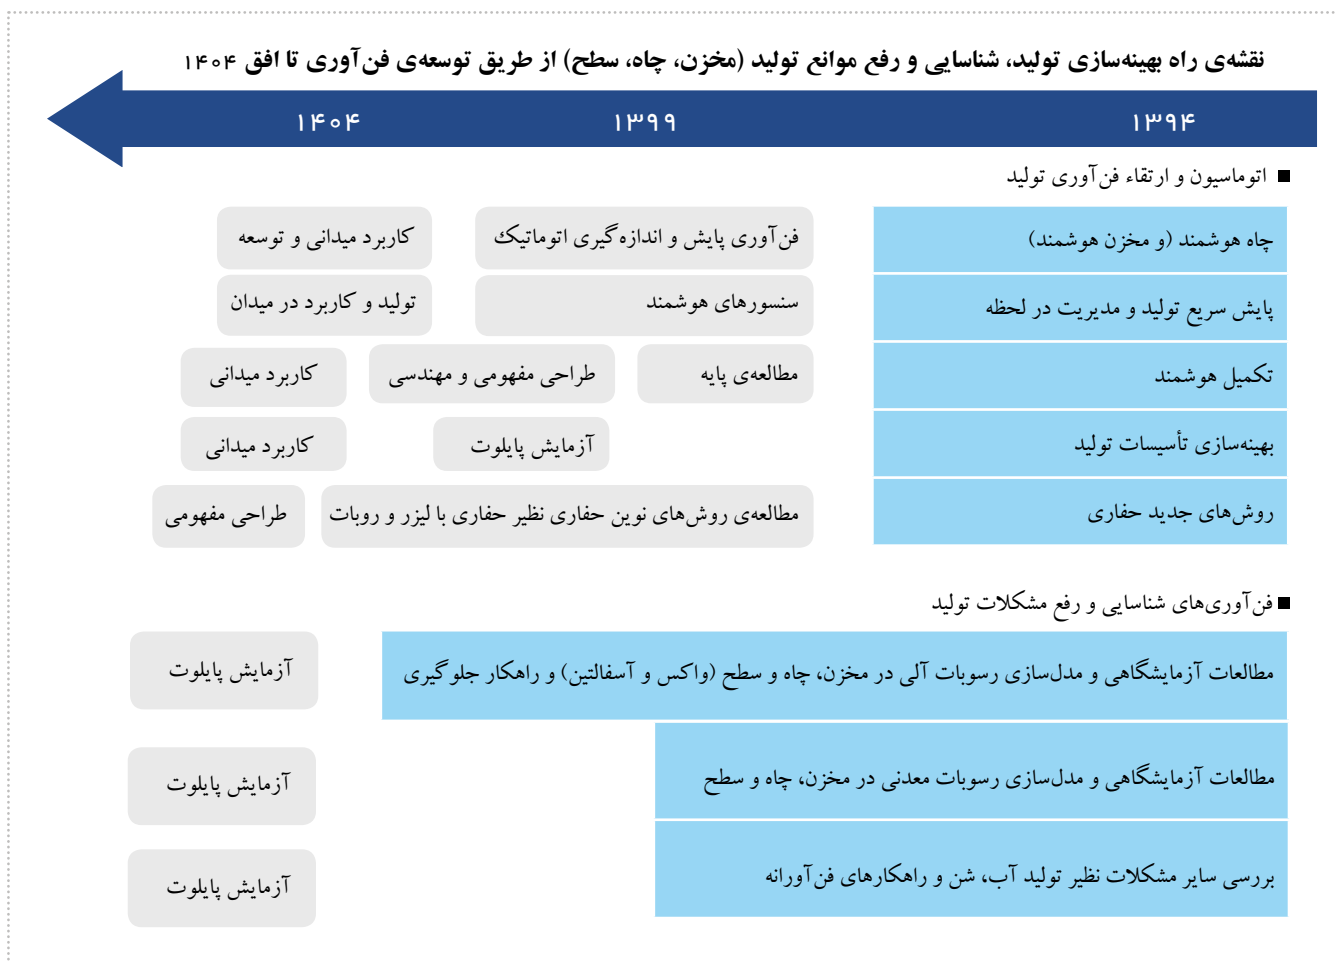 نقشه‌ی راه بهینه‌سازی تولید، شناسایی و رفع موانع تولید (مخزن، چاه، سطح) از طریق توسعه‌ی فن‌آوری تا افق ۱۴۰۴
۱۳۹۴ ۱۳۹۹ ۱۴۰۴
■ اتوماسیون و ارتقاء فن‌آوری تولید
چاه هوشمند (و مخزن هوشمند) فن‌آوری پایش و اندازه‌گیری اتوماتیک کاربرد میدانی و توسعه
پایش سریع تولید و مدیریت در لحظه سنسورهای هوشمند تولید و کاربرد در میدان
تکمیل هوشمند مطالعه‌ی پایه طراحی مفهومی و مهندسی کاربرد میدانی
بهینه‌سازی تأسیسات تولید آزمایش پایلوت کاربرد میدانی
روش‌های جدید حفاری مطالعه‌ی روش‌های نوین حفاری نظیر حفاری با لیزر و روبات طراحی مفهومی
■ فن‌آوری‌های شناسایی و رفع مشکلات تولید
مطالعات آزمایشگاهی و مدل‌سازی رسوبات آلی در مخزن، چاه و سطح (واکس و آسفالتین) و راهکار جلوگیری آزمایش پایلوت
مطالعات آزمایشگاهی و مدل‌سازی رسوبات معدنی در مخزن، چاه و سطح آزمایش پایلوت
بررسی سایر مشکلات نظیر تولید آب، شن و راهکارهای فن‌آورانه آزمایش پایلوت